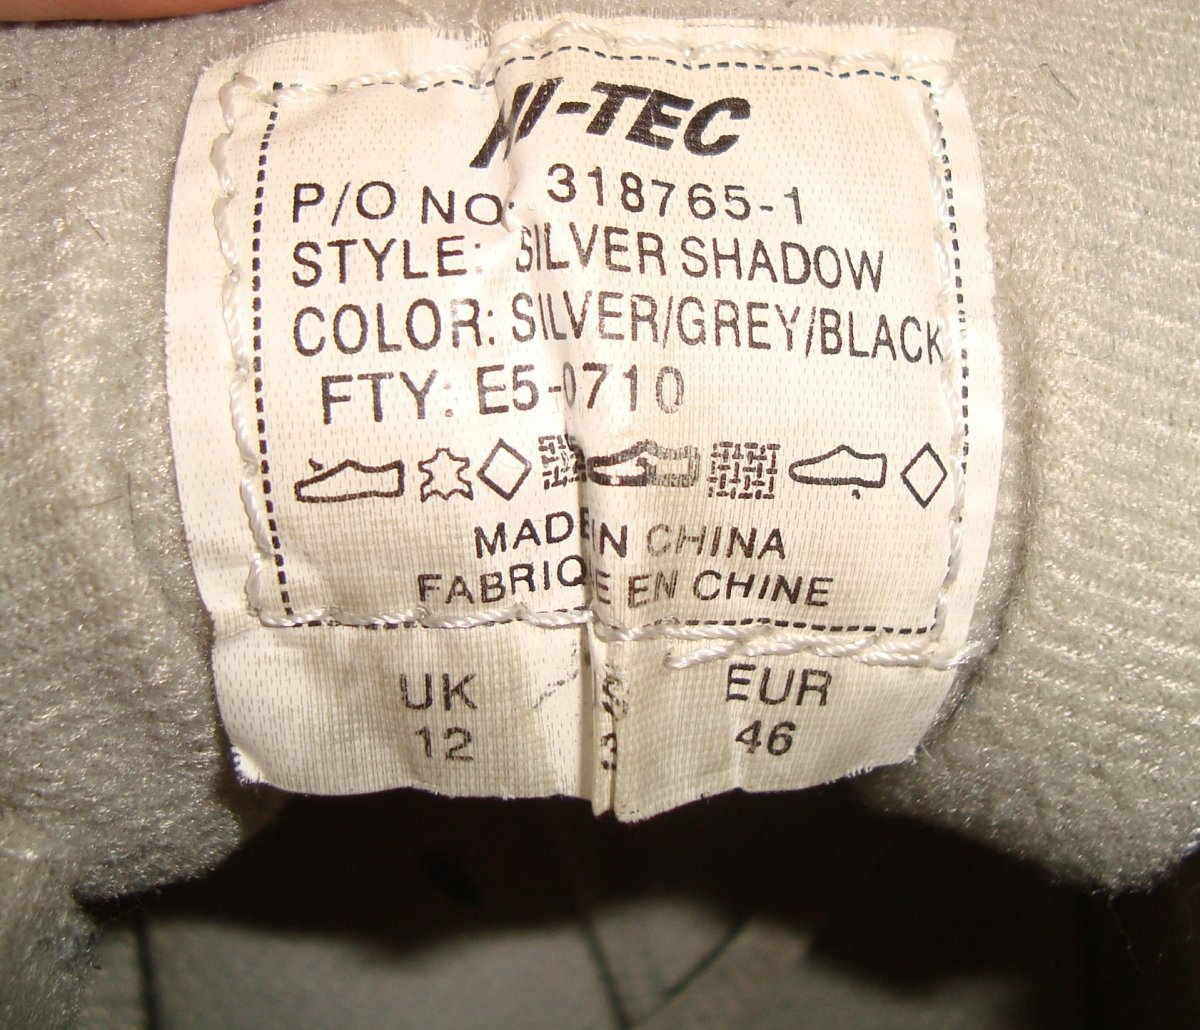 HI-TEC
P/O NO: 318765-1
STYLE: SILVER SHADOW
COLOR: SILVER/GREY/BLACK
FTY: E5-0710
MADE IN CHINA
FABRIQUE EN CHINE
UK EUR
12 46